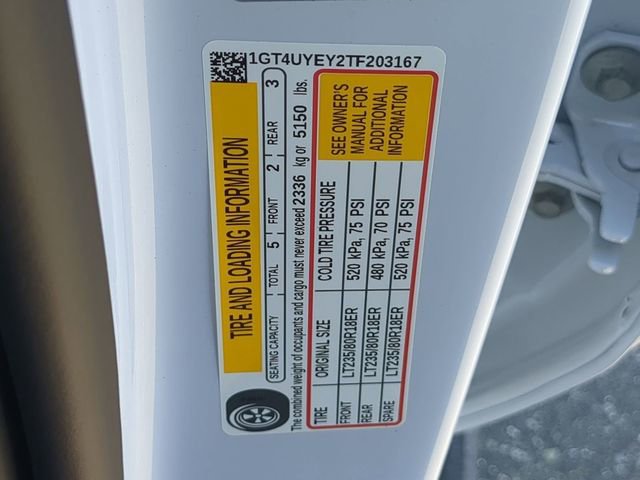 1GT4UYEY2TF203167
TIRE AND LOADING INFORMATION
SEATING CAPACITY TOTAL 5 FRONT 2 REAR 3
The combined weight of occupants and cargo must never exceed 2336 kg or 5150 lbs.
TIRE ORIGINAL SIZE COLD TIRE PRESSURE
FRONT LT235/80R18ER 520 kPa, 75 PSI
REAR LT235/80R18ER 480 kPa, 70 PSI
SPARE LT235/80R18ER 520 kPa, 75 PSI
SEE OWNER'S
MANUAL FOR
ADDITIONAL
INFORMATION